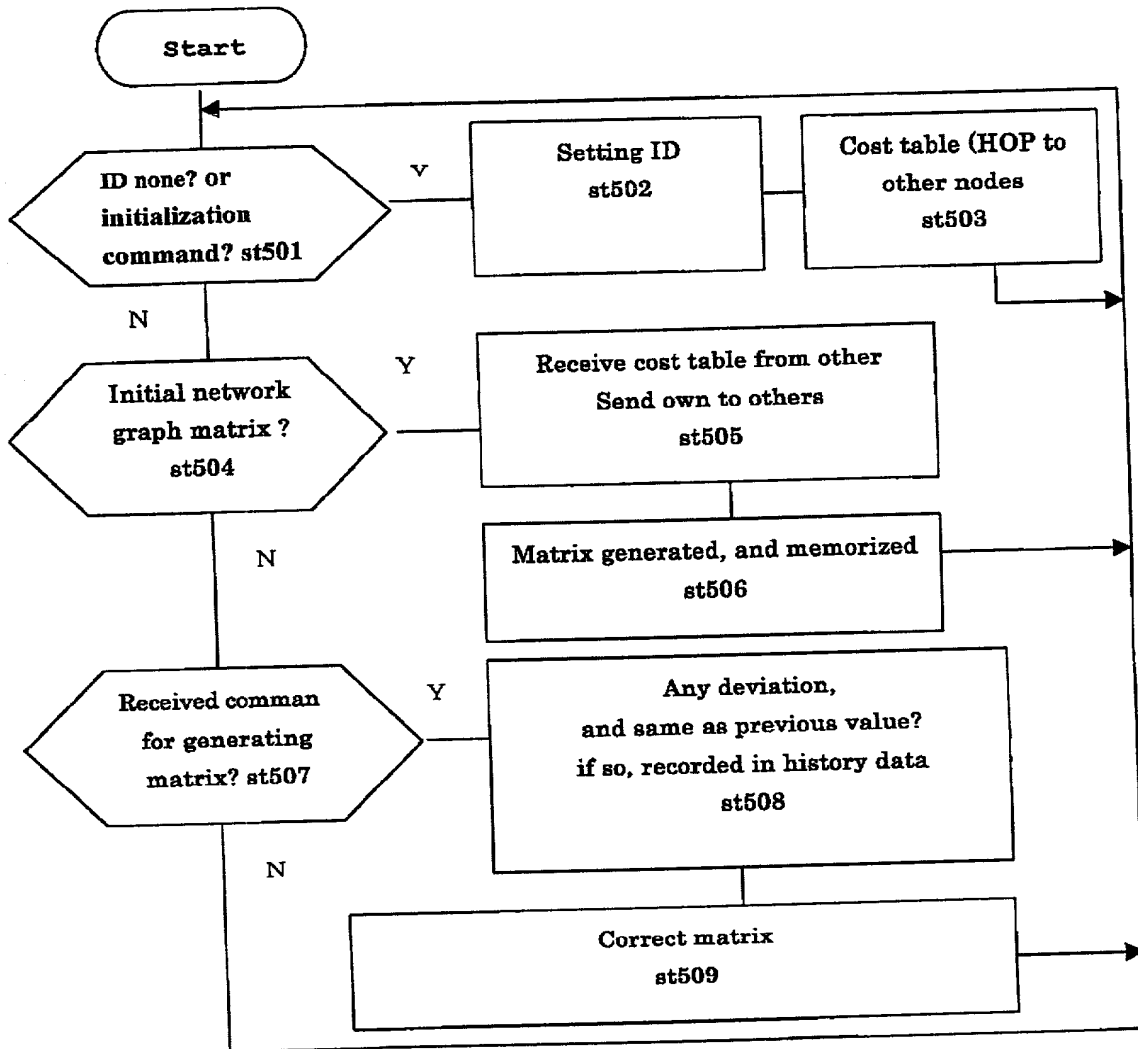 Start
ID none? or
initialization
command? st501
v
Setting ID
st502
Cost table (HOP to
other nodes
st503
N
Initial network
graph matrix ?
st504
Y
Receive cost table from other
Send own to others
st505
N
Matrix generated, and memorized
st506
Received comman
for generating
matrix? st507
Y
Any deviation,
and same as previous value?
if so, recorded in history data
st508
N
Correct matrix
st509